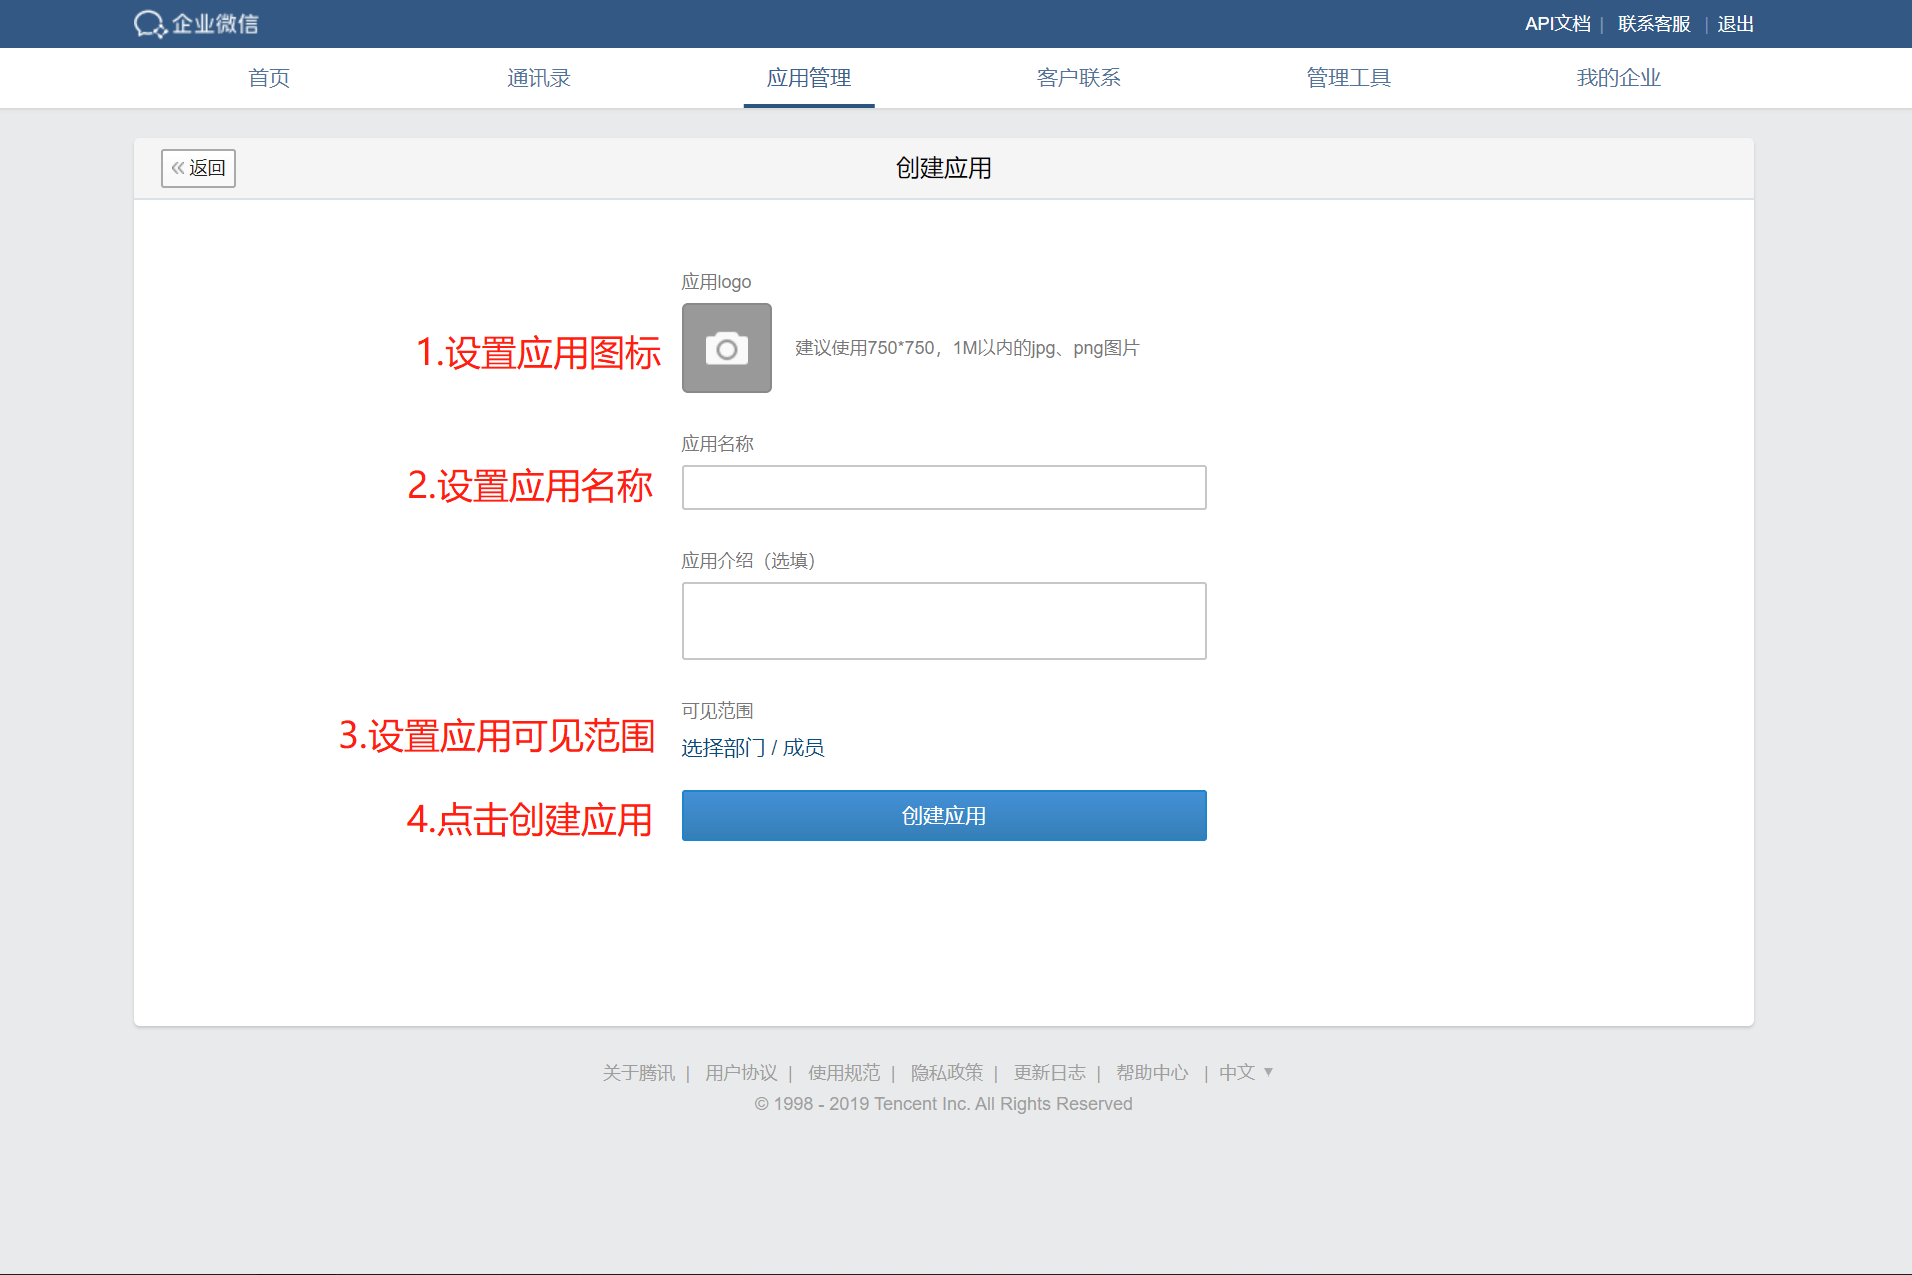 企业微信
API文档 | 联系客服 | 退出
首页 通讯录 应用管理 客户联系 管理工具 我的企业
« 返回
创建应用
应用logo
1.设置应用图标
建议使用750*750，1M以内的jpg、png图片
应用名称
2.设置应用名称
应用介绍（选填）
可见范围
3.设置应用可见范围
选择部门 / 成员
4.点击创建应用
创建应用
关于腾讯 | 用户协议 | 使用规范 | 隐私政策 | 更新日志 | 帮助中心 | 中文 ▼
© 1998 - 2019 Tencent Inc. All Rights Reserved